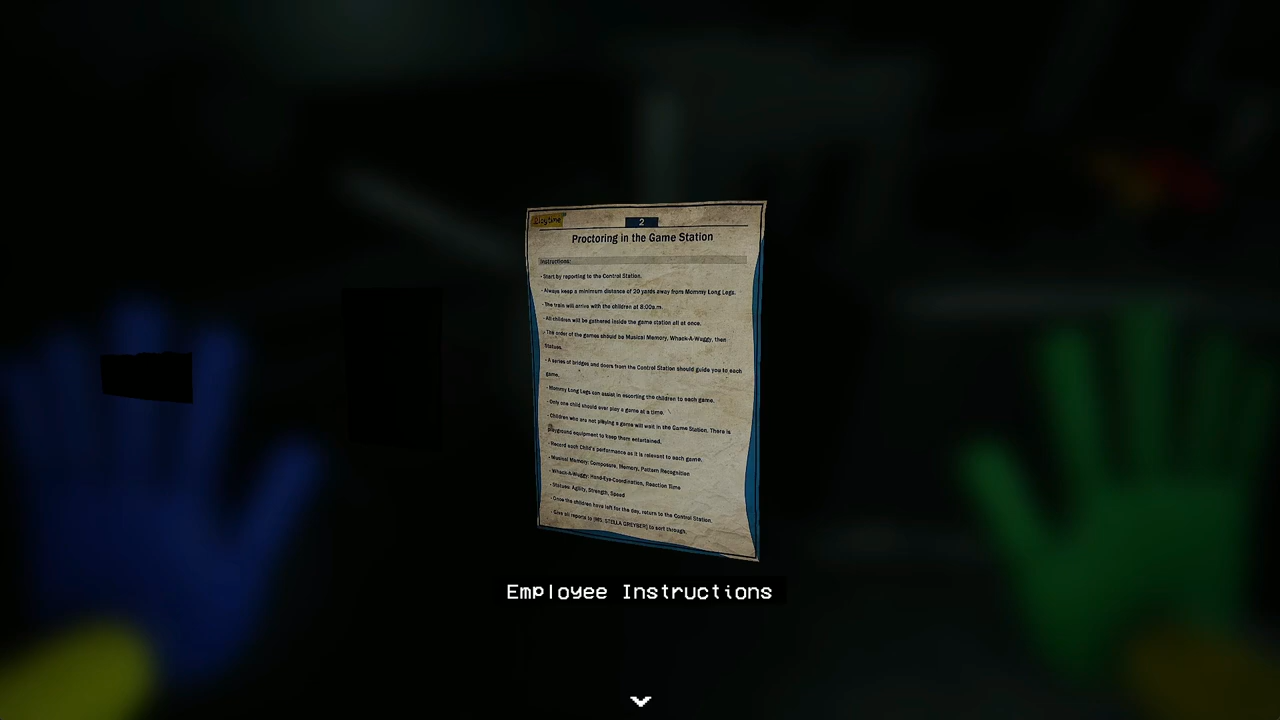 Playtime
2
Proctoring in the Game Station
Instructions:
- Start by reporting to the Control Station.
- Always keep a minimum distance of 20 yards away from Mommy Long Legs.
- The train will arrive with the children at 8:00a.m.
- All children will be gathered inside the game station all at once.
- The order of the games should be Musical Memory, Whack-A-Wuggy, then
Statues.
- A series of bridges and doors from the Control Station should guide you to each
game.
- Mommy Long Legs can assist in escorting the children to each game.
- Only one child should ever play a game at a time.
- Children who are not playing a game will wait in the Game Station. There is
playground equipment to keep them entertained.
- Record each Child's performance as it is relevant to each game.
- Musical Memory: Composure, Memory, Pattern Recognition
- Whack-A-Wuggy: Hand-Eye-Coordination, Reaction Time
- Statues: Agility, Strength, Speed
- Once the children have left for the day, return to the Control Station.
- Give all reports to [MS. STELLA GREYBER] to sort through.
Employee Instructions